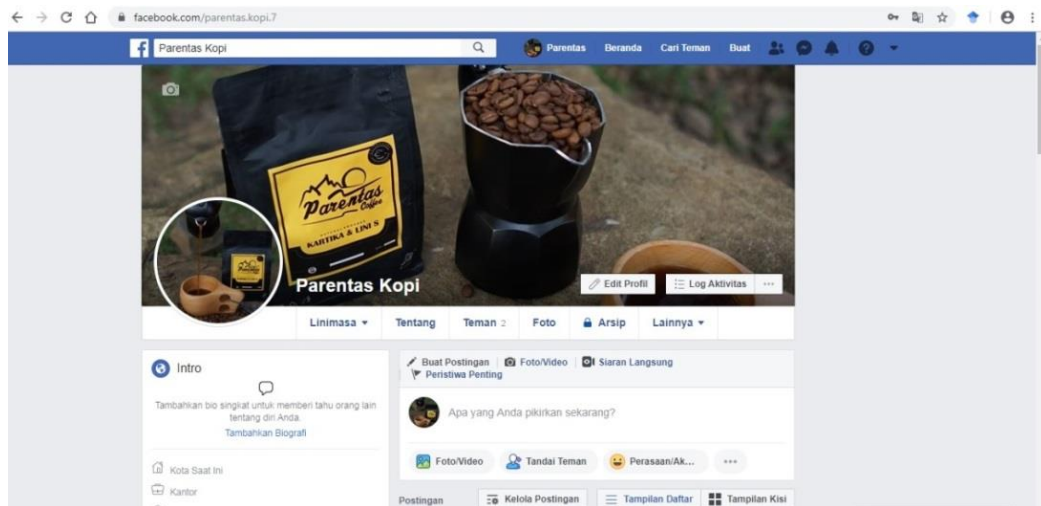 facebook.com/parentas.kopi.7
Parentas Kopi
Parentas Beranda Cari Teman Buat
Parentas
Coffee
KARTIKA & LINI S
Parentas Kopi
Edit Profil Log Aktivitas
Linimasa Tentang Teman 2 Foto Arsip Lainnya
Intro
Tambahkan bio singkat untuk memberi tahu orang lain
tentang diri Anda.
Tambahkan Biografi
Kota Saat Ini
Kantor
Buat Postingan Foto/Video Siaran Langsung
Peristiwa Penting
Apa yang Anda pikirkan sekarang?
Foto/Video Tandai Teman Perasaan/Ak...
Postingan Kelola Postingan Tampilan Daftar Tampilan Kisi